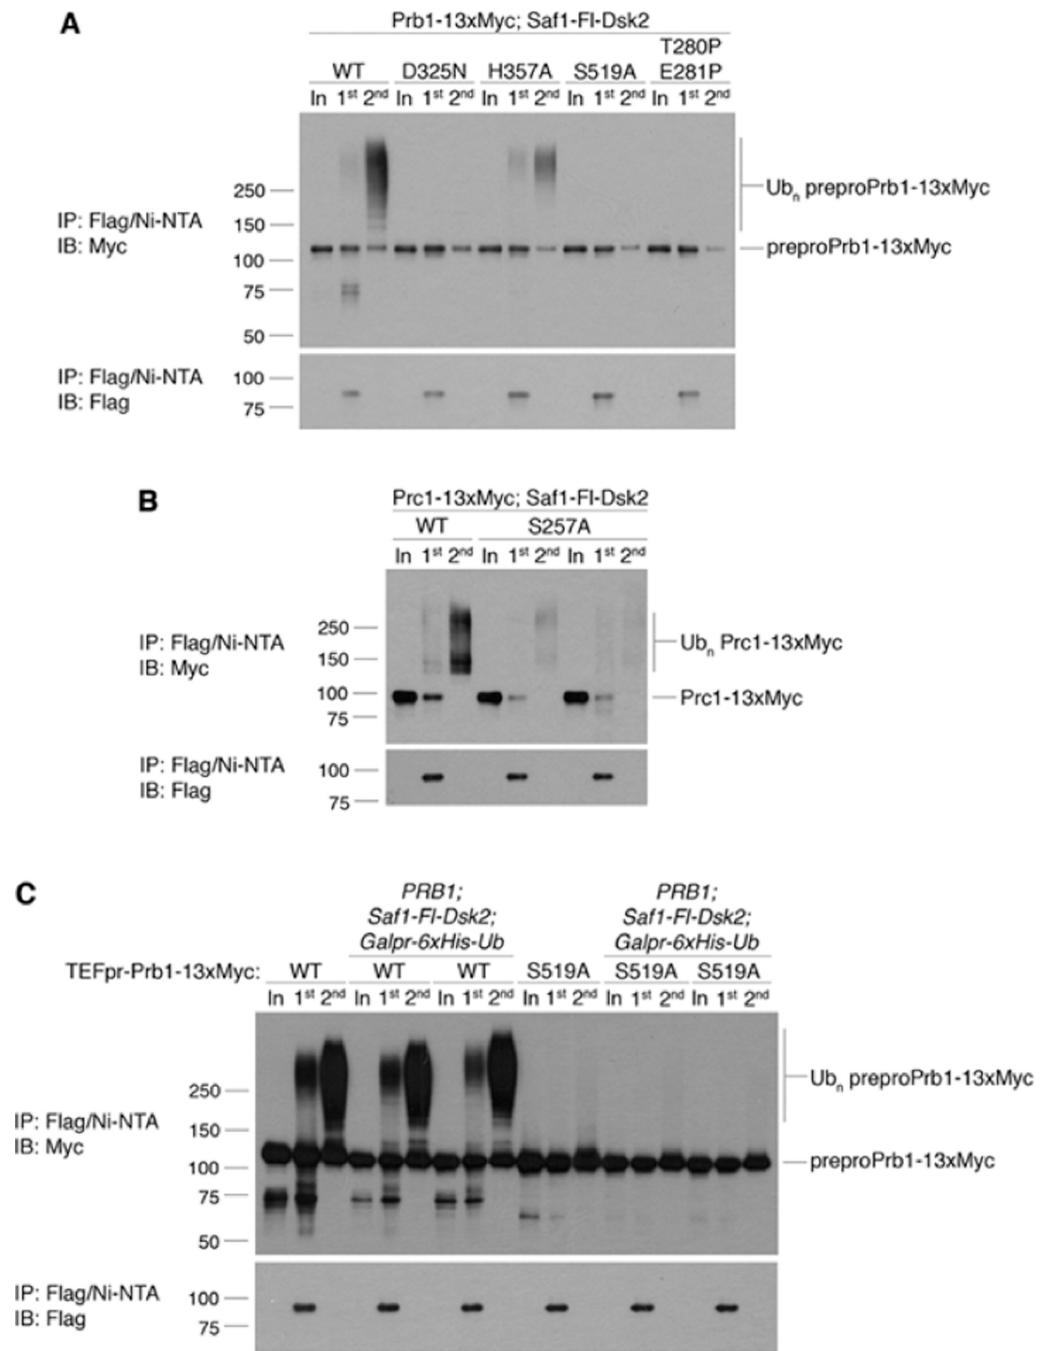 A
Prb1-13xMyc; Saf1-Fl-Dsk2
T280P
WT D325N H357A S519A E281P
In 1st 2nd In 1st 2nd In 1st 2nd In 1st 2nd In 1st 2nd
250
Ubn preproPrb1-13xMyc
IP: Flag/Ni-NTA
150
IB: Myc
preproPrb1-13xMyc
100
75
50
IP: Flag/Ni-NTA
100
IB: Flag
75
B
Prc1-13xMyc; Saf1-Fl-Dsk2
WT S257A
In 1st 2nd In 1st 2nd In 1st 2nd
250
IP: Flag/Ni-NTA
Ubn Prc1-13xMyc
150
IB: Myc
100
Prc1-13xMyc
75
IP: Flag/Ni-NTA
100
IB: Flag
75
C
PRB1; PRB1;
Saf1-Fl-Dsk2; Saf1-Fl-Dsk2;
Galpr-6xHis-Ub Galpr-6xHis-Ub
TEFpr-Prb1-13xMyc: WT WT WT S519A S519A S519A
In 1st 2nd In 1st 2nd In 1st 2nd In 1st 2nd In 1st 2nd In 1st 2nd
Ubn preproPrb1-13xMyc
250
IP: Flag/Ni-NTA
150
IB: Myc
preproPrb1-13xMyc
100
75
50
IP: Flag/Ni-NTA
100
IB: Flag
75